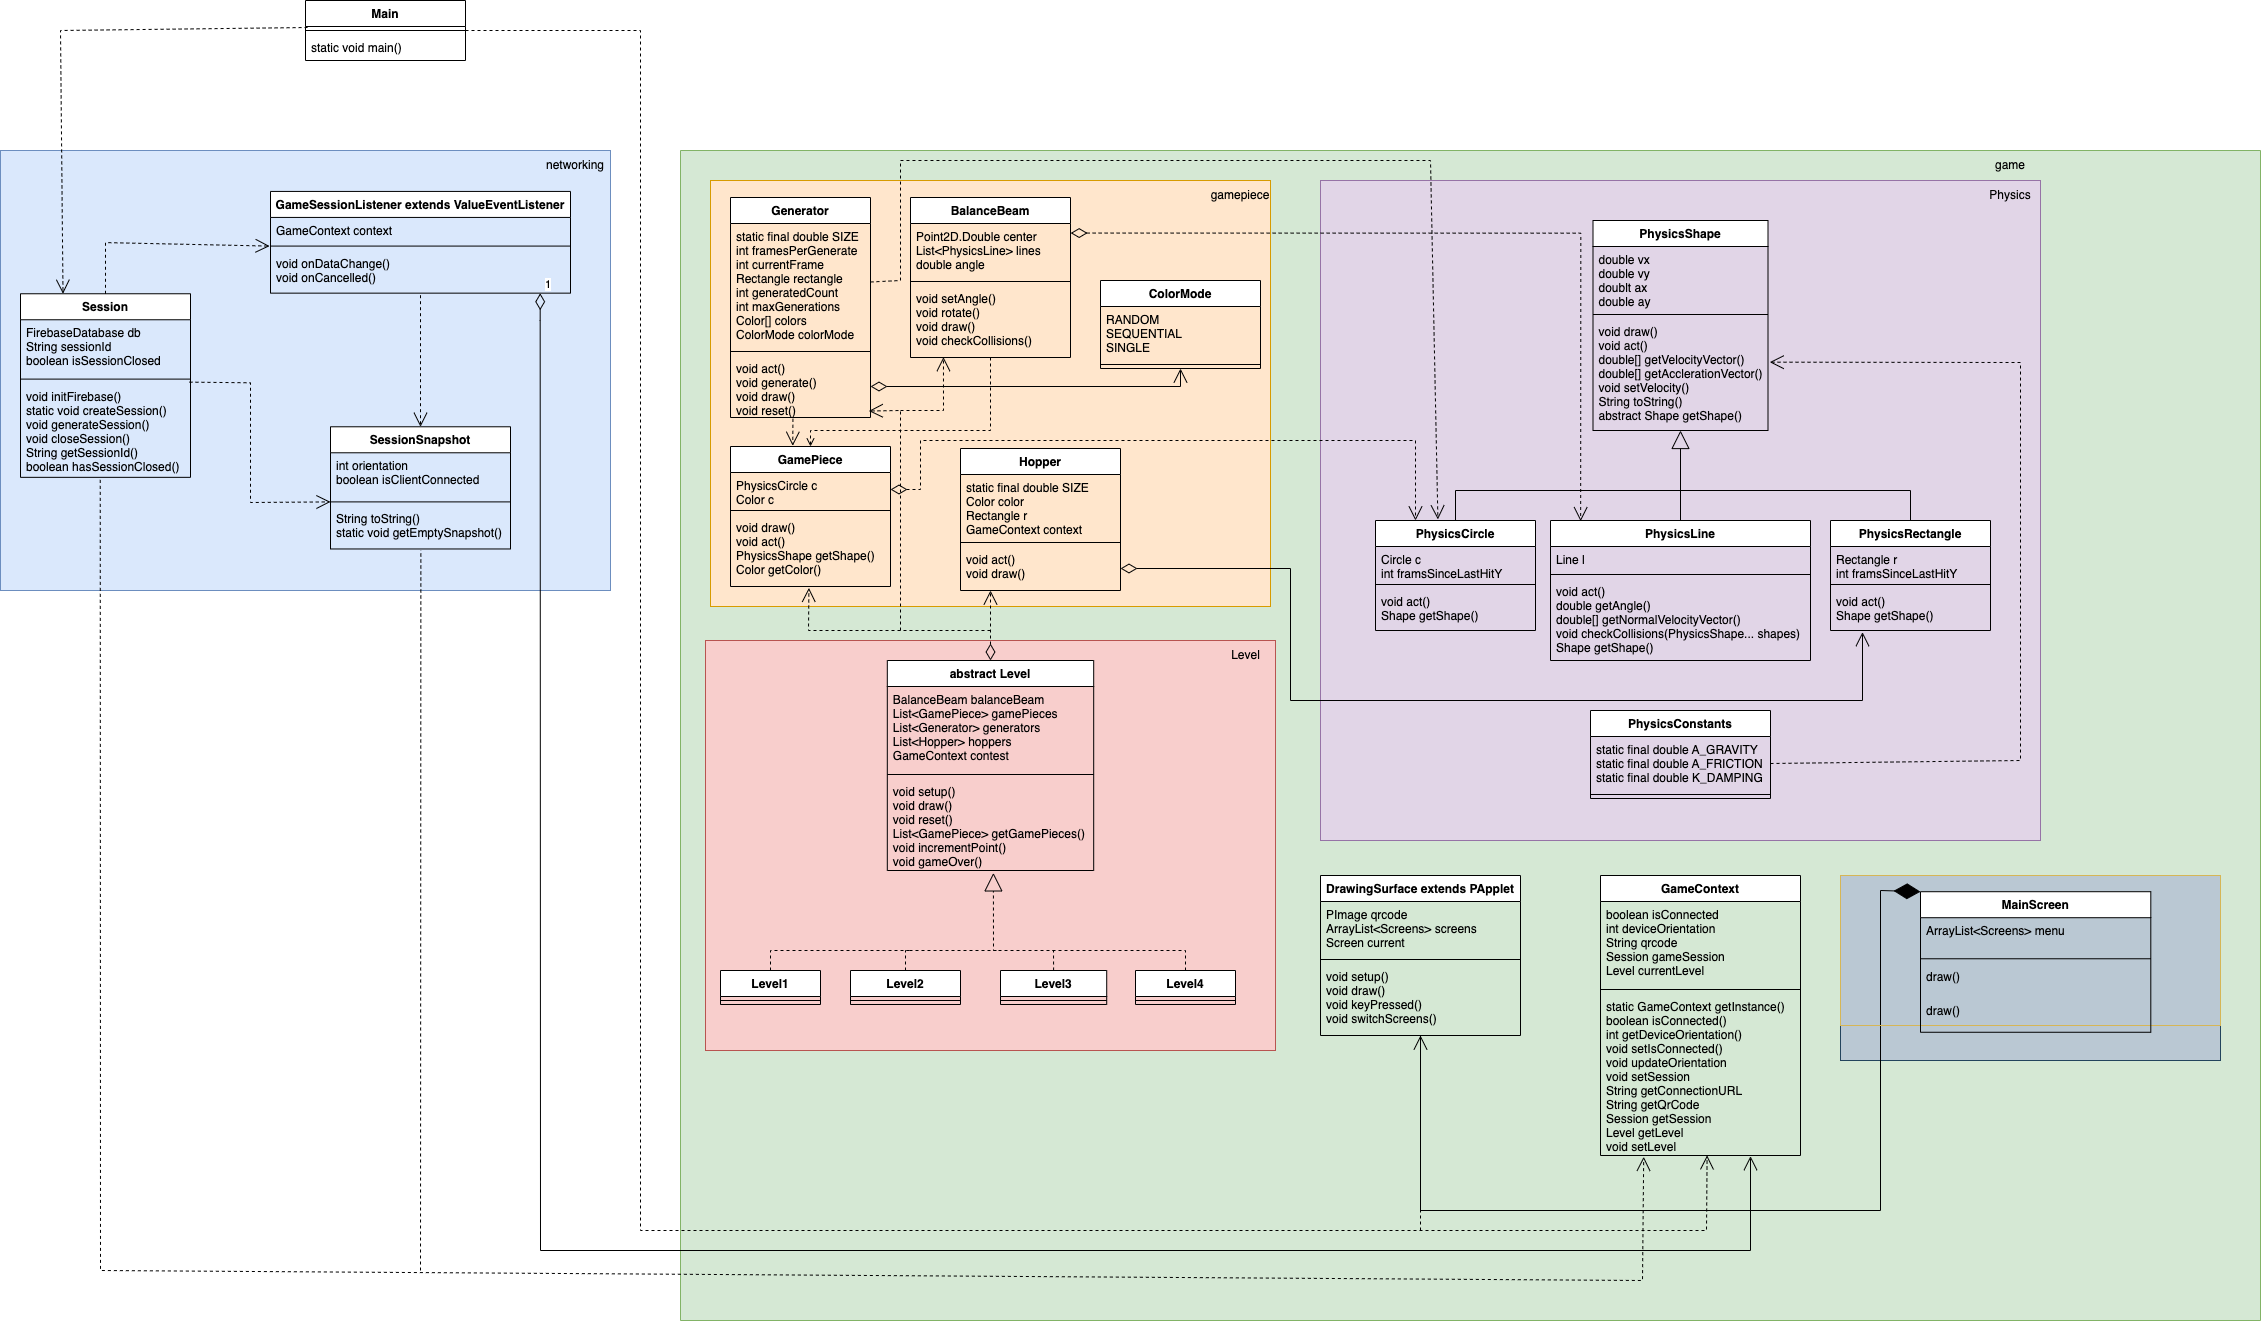 Main
static void main()
networking
GameSessionListener extends ValueEventListener
GameContext context
void onDataChange()
void onCancelled()
1
Session
FirebaseDatabase db
String sessionId
boolean isSessionClosed
void initFirebase()
static void createSession()
void generateSession()
void closeSession()
String getSessionId()
boolean hasSessionClosed()
SessionSnapshot
int orientation
boolean isClientConnected
String toString()
static void getEmptySnapshot()
game
gamepiece
Generator
static final double SIZE
int framesPerGenerate
int currentFrame
Rectangle rectangle
int generatedCount
int maxGenerations
Color[] colors
ColorMode colorMode
void act()
void generate()
void draw()
void reset()
BalanceBeam
Point2D.Double center
List<PhysicsLine> lines
double angle
void setAngle()
void rotate()
void draw()
void checkCollisions()
ColorMode
RANDOM
SEQUENTIAL
SINGLE
GamePiece
PhysicsCircle c
Color c
void draw()
void act()
PhysicsShape getShape()
Color getColor()
Hopper
static final double SIZE
Color color
Rectangle r
GameContext context
void act()
void draw()
Physics
PhysicsShape
double vx
double vy
doublt ax
double ay
void draw()
void act()
double[] getVelocityVector()
double[] getAcclerationVector()
void setVelocity()
String toString()
abstract Shape getShape()
PhysicsCircle
Circle c
int framsSinceLastHitY
void act()
Shape getShape()
PhysicsLine
Line l
void act()
double getAngle()
double[] getNormalVelocityVector()
void checkCollisions(PhysicsShape... shapes)
Shape getShape()
PhysicsRectangle
Rectangle r
int framsSinceLastHitY
void act()
Shape getShape()
PhysicsConstants
static final double A_GRAVITY
static final double A_FRICTION
static final double K_DAMPING
Level
abstract Level
BalanceBeam balanceBeam
List<GamePiece> gamePieces
List<Generator> generators
List<Hopper> hoppers
GameContext contest
void setup()
void draw()
void reset()
List<GamePiece> getGamePieces()
void incrementPoint()
void gameOver()
Level1
Level2
Level3
Level4
DrawingSurface extends PApplet
PImage qrcode
ArrayList<Screens> screens
Screen current
void setup()
void draw()
void keyPressed()
void switchScreens()
GameContext
boolean isConnected
int deviceOrientation
String qrcode
Session gameSession
Level currentLevel
static GameContext getInstance()
boolean isConnected()
int getDeviceOrientation()
void setIsConnected()
void updateOrientation
void setSession
String getConnectionURL
String getQrCode
Session getSession
Level getLevel
void setLevel
MainScreen
ArrayList<Screens> menu
draw()
draw()